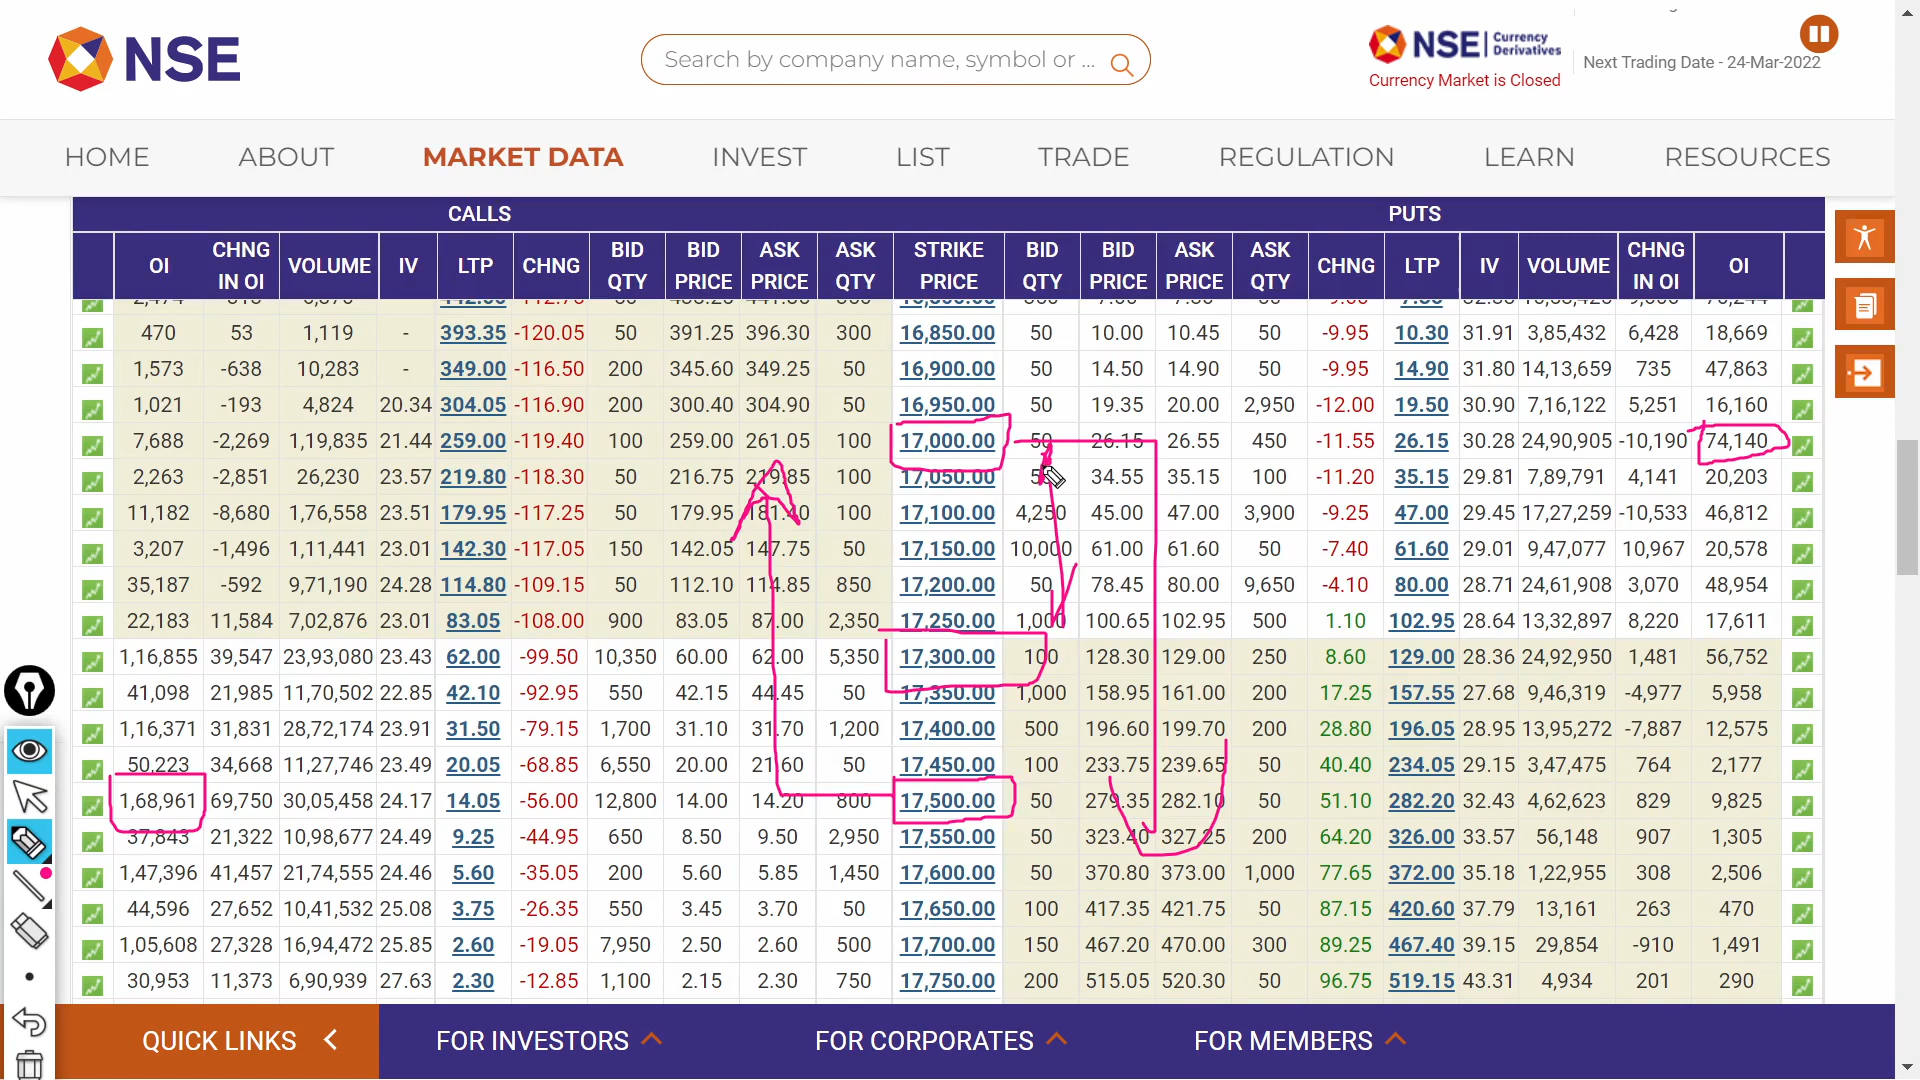 NSE
Search by company name, symbol or ...
NSE Currency Derivatives
Currency Market is Closed
Next Trading Date - 24-Mar-2022
HOME ABOUT MARKET DATA INVEST LIST TRADE REGULATION LEARN RESOURCES
CALLS PUTS
OI CHNG IN OI VOLUME IV LTP CHNG BID QTY BID PRICE ASK PRICE ASK QTY STRIKE PRICE BID QTY BID PRICE ASK PRICE ASK QTY CHNG LTP IV VOLUME CHNG IN OI OI
470 53 1,119 - 393.35 -120.05 50 391.25 396.30 300 16,850.00 50 10.00 10.45 50 -9.95 10.30 31.91 3,85,432 6,428 18,669
1,573 -638 10,283 - 349.00 -116.50 200 345.60 349.25 50 16,900.00 50 14.50 14.90 50 -9.95 14.90 31.80 14,13,659 735 47,863
1,021 -193 4,824 20.34 304.05 -116.90 200 300.40 304.90 50 16,950.00 50 19.35 20.00 2,950 -12.00 19.50 30.90 7,16,122 5,251 16,160
7,688 -2,269 1,19,835 21.44 259.00 -119.40 100 259.00 261.05 100 17,000.00 50 26.15 26.55 450 -11.55 26.15 30.28 24,90,905 -10,190 74,140
2,263 -2,851 26,230 23.57 219.80 -118.30 50 216.75 219.85 100 17,050.00 50 34.55 35.15 100 -11.20 35.15 29.81 7,89,791 4,141 20,203
11,182 -8,680 1,76,558 23.51 179.95 -117.25 50 179.95 181.40 100 17,100.00 4,250 45.00 47.00 3,900 -9.25 47.00 29.45 17,27,259 -10,533 46,812
3,207 -1,496 1,11,441 23.01 142.30 -117.05 150 142.05 147.75 50 17,150.00 10,000 61.00 61.60 50 -7.40 61.60 29.01 9,47,077 10,967 20,578
35,187 -592 9,71,190 24.28 114.80 -109.15 50 112.10 114.85 850 17,200.00 50 78.45 80.00 9,650 -4.10 80.00 28.71 24,61,908 3,070 48,954
22,183 11,584 7,02,876 23.01 83.05 -108.00 900 83.05 87.00 2,350 17,250.00 1,000 100.65 102.95 500 1.10 102.95 28.64 13,32,897 8,220 17,611
1,16,855 39,547 23,93,080 23.43 62.00 -99.50 10,350 60.00 62.00 5,350 17,300.00 100 128.30 129.00 250 8.60 129.00 28.36 24,92,950 1,481 56,752
41,098 21,985 11,70,502 22.85 42.10 -92.95 550 42.15 44.45 50 17,350.00 1,000 158.95 161.00 200 17.25 157.55 27.68 9,46,319 -4,977 5,958
1,16,371 31,831 28,72,174 23.91 31.50 -79.15 1,700 31.10 31.70 1,200 17,400.00 500 196.60 199.70 200 28.80 196.05 28.95 13,95,272 -7,887 12,575
50,223 34,668 11,27,746 23.49 20.05 -68.85 6,550 20.00 21.60 50 17,450.00 100 233.75 239.65 50 40.40 234.05 29.15 3,47,475 764 2,177
1,68,961 69,750 30,05,458 24.17 14.05 -56.00 12,800 14.00 14.20 800 17,500.00 50 279.35 282.10 50 51.10 282.20 32.43 4,62,623 829 9,825
37,843 21,322 10,98,677 24.49 9.25 -44.95 650 8.50 9.50 2,950 17,550.00 50 323.40 327.25 200 64.20 326.00 33.57 56,148 907 1,305
1,47,396 41,457 21,74,555 24.46 5.60 -35.05 200 5.60 5.85 1,450 17,600.00 50 370.80 373.00 1,000 77.65 372.00 35.18 1,22,955 308 2,506
44,596 27,652 10,41,532 25.08 3.75 -26.35 550 3.45 3.70 50 17,650.00 100 417.35 421.75 50 87.15 420.60 37.79 13,161 263 470
1,05,608 27,328 16,94,472 25.85 2.60 -19.05 7,950 2.50 2.60 500 17,700.00 150 467.20 470.00 300 89.25 467.40 39.15 29,854 -910 1,491
30,953 11,373 6,90,939 27.63 2.30 -12.85 1,100 2.15 2.30 750 17,750.00 200 515.05 520.30 50 96.75 519.15 43.31 4,934 201 290
QUICK LINKS FOR INVESTORS FOR CORPORATES FOR MEMBERS